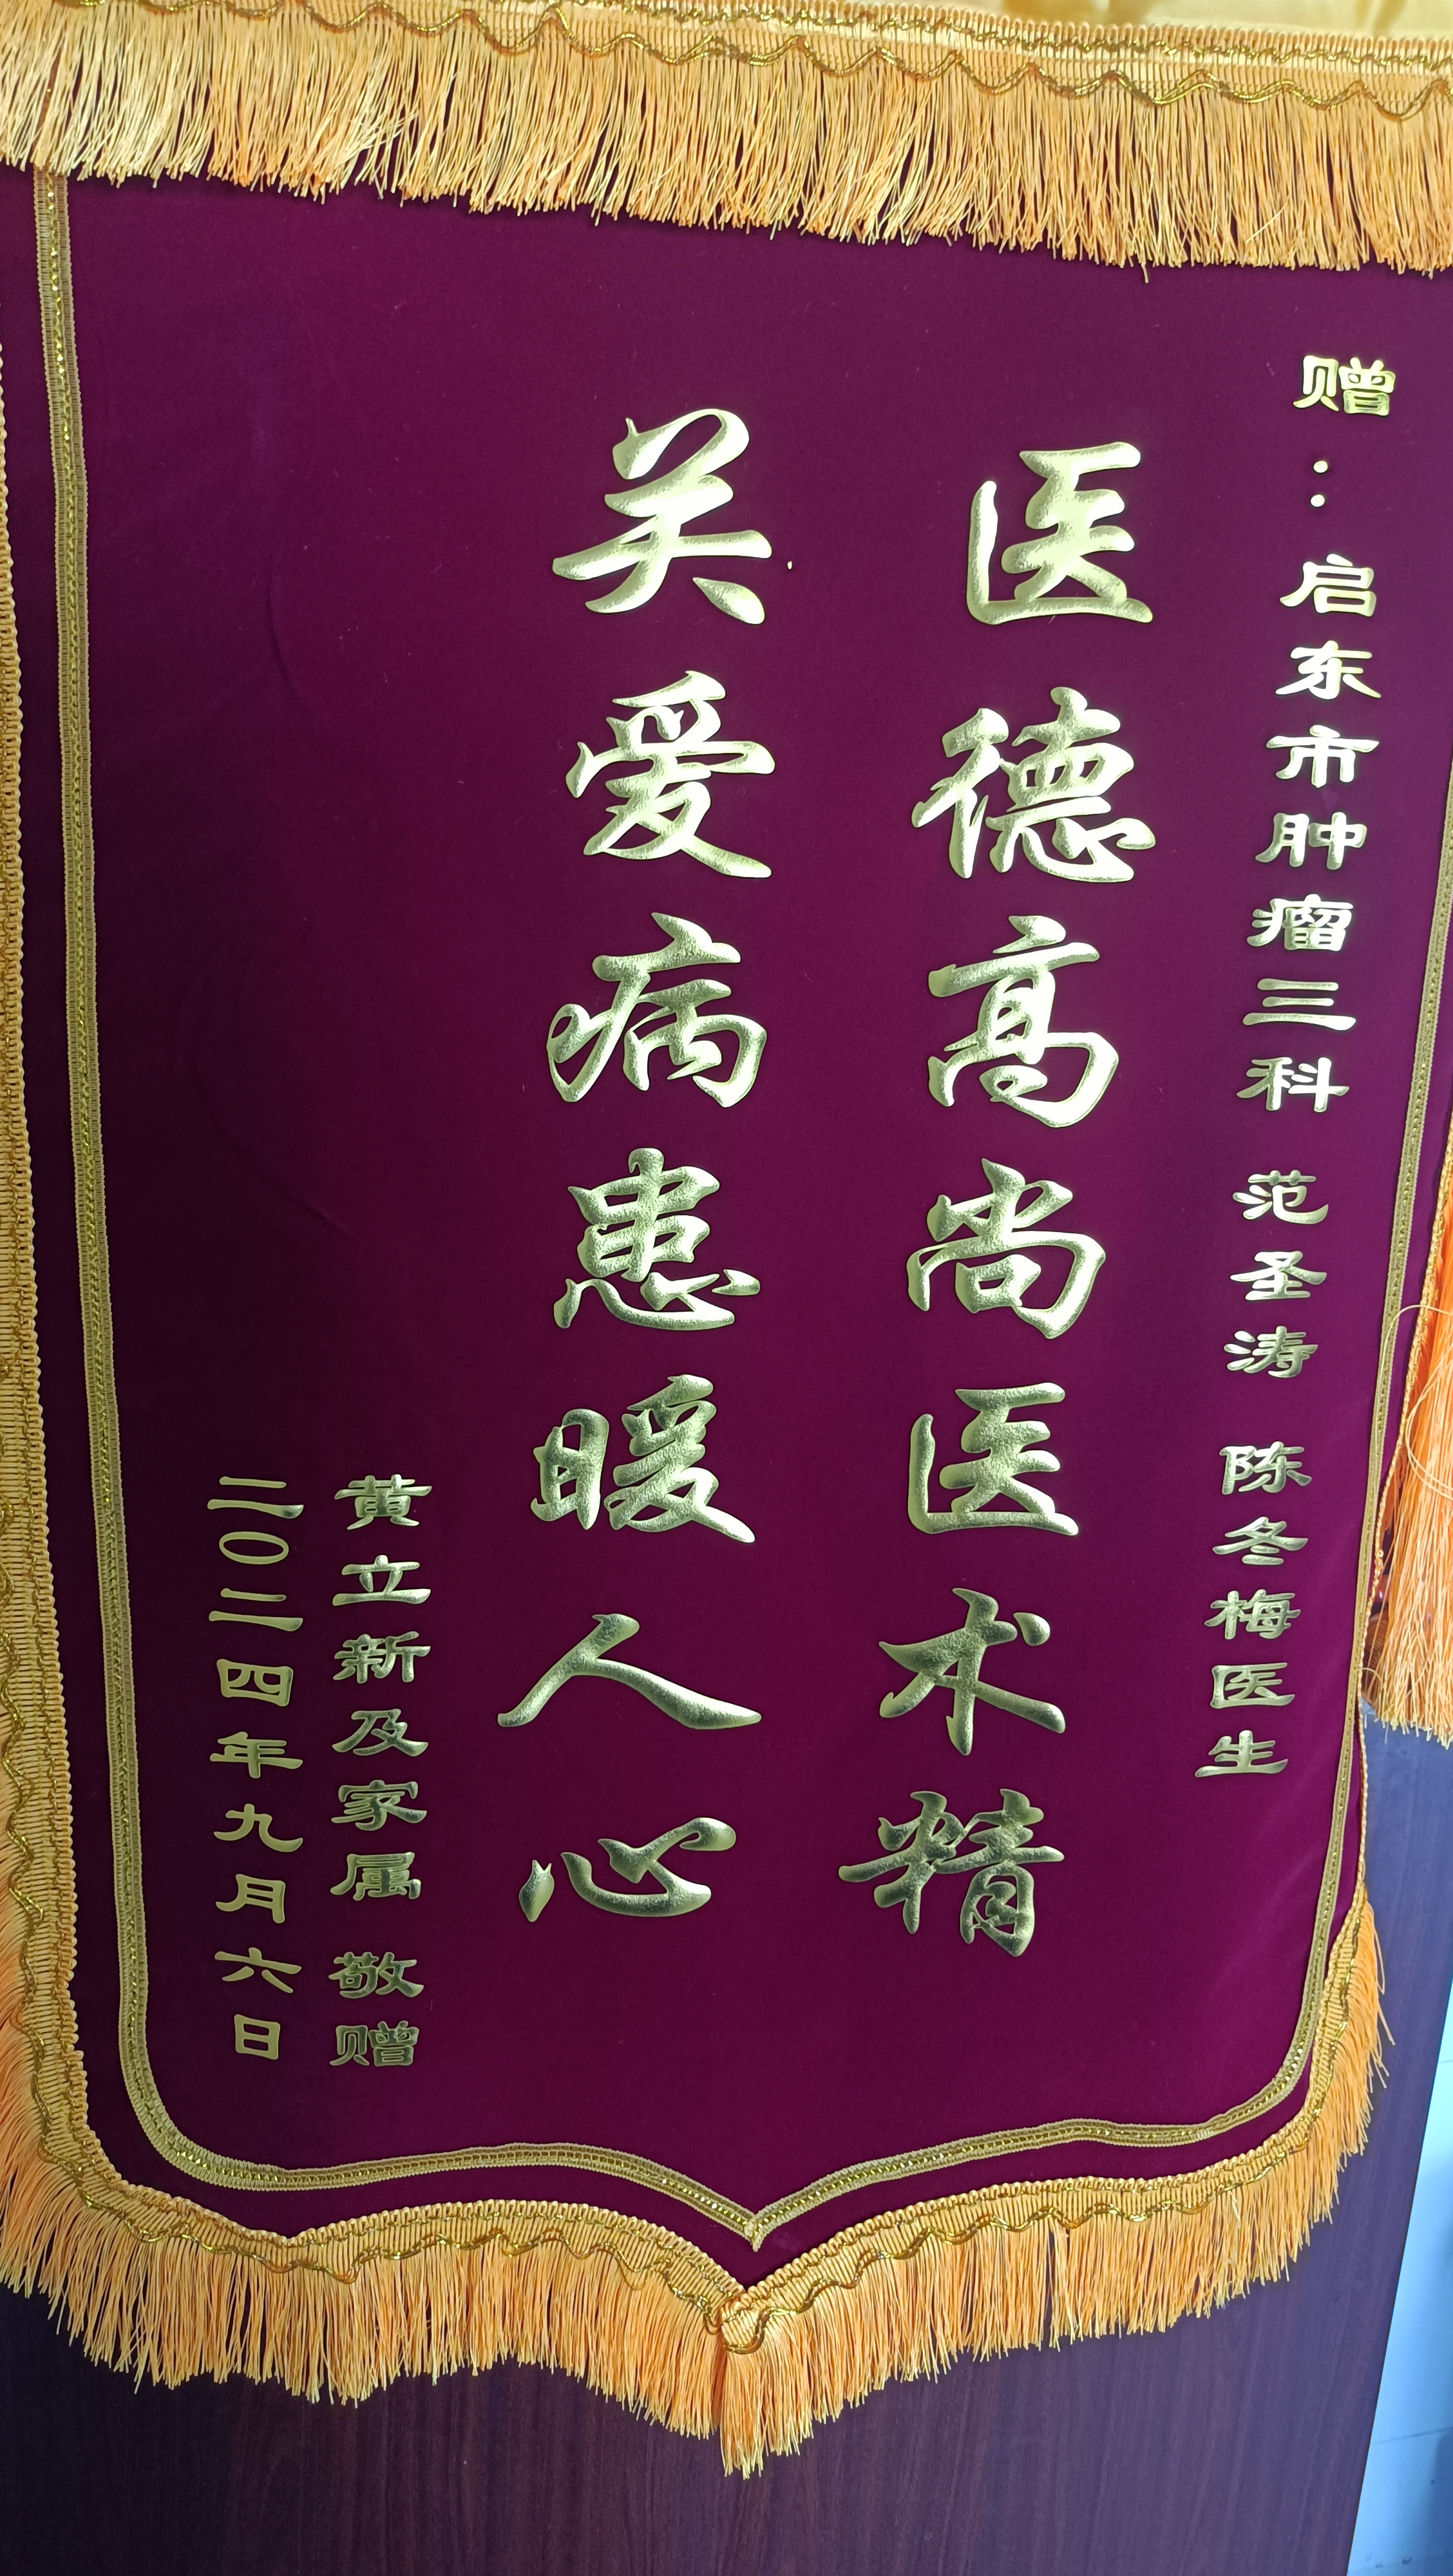 赠：启东市肿瘤三科 范圣涛 陈冬梅医生
医德高尚医术精
关爱病患暖人心
黄立新及家属 敬赠
二〇二四年九月六日